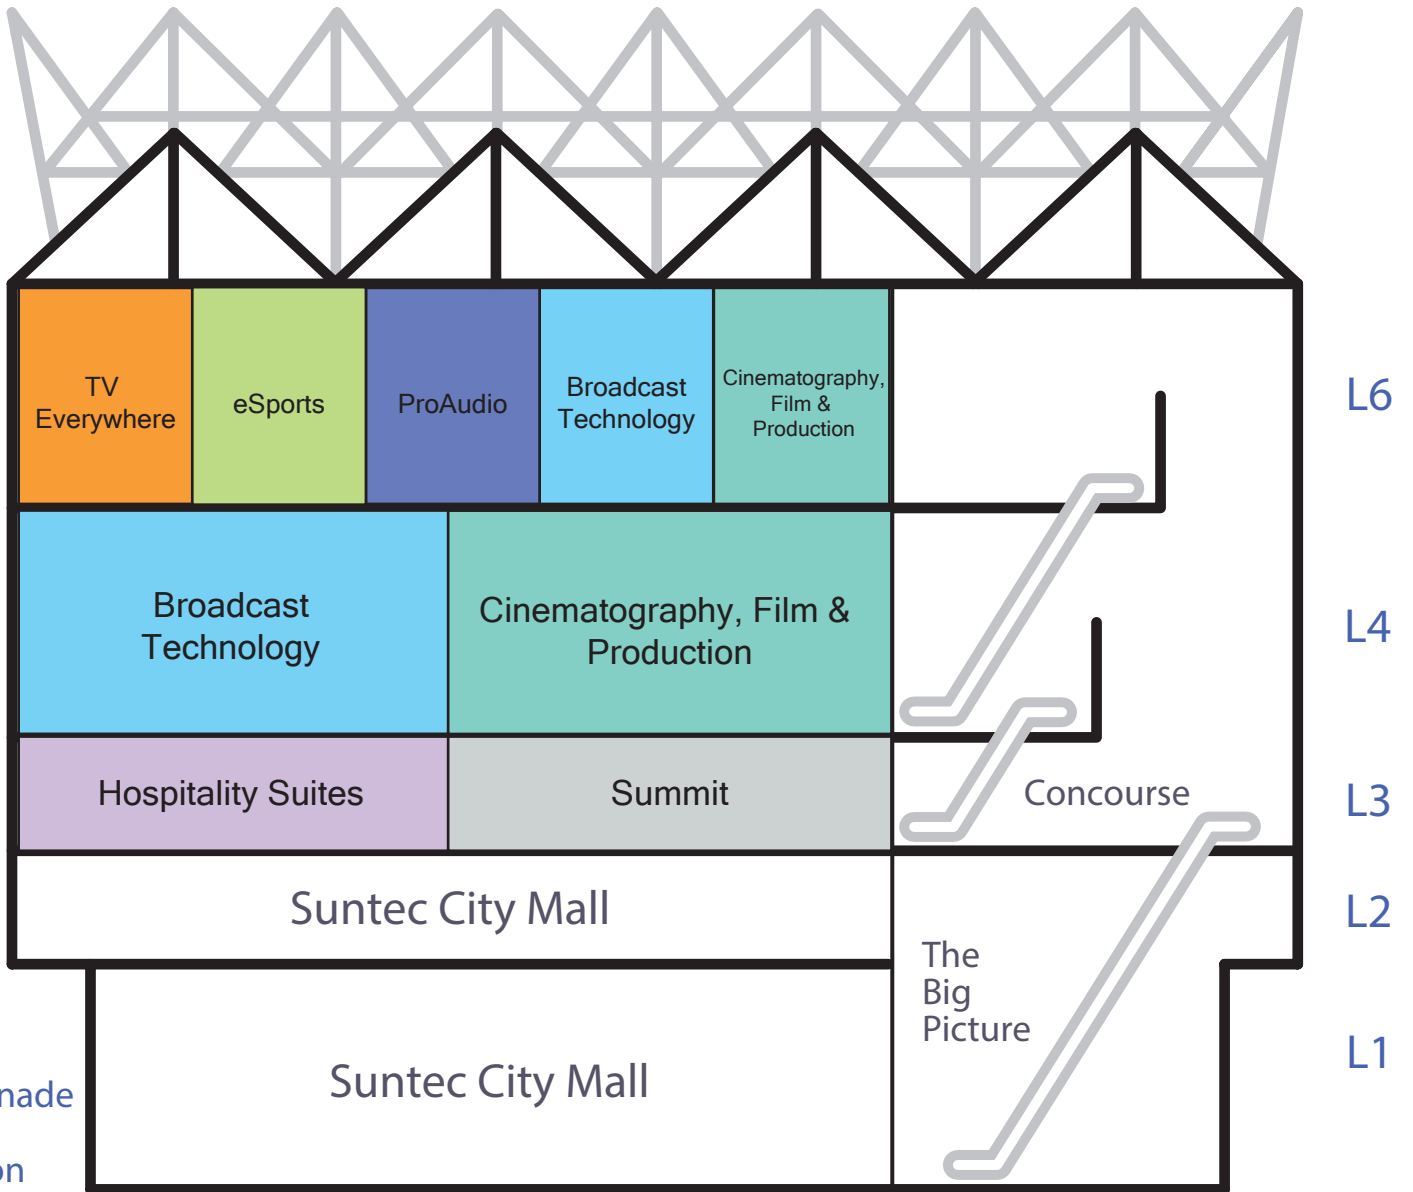 TV
Everywhere
eSports
ProAudio
Broadcast
Technology
Cinematography,
Film &
Production
L6
Broadcast
Technology
Cinematography, Film &
Production
L4
Hospitality Suites
Summit
Concourse
L3
Suntec City Mall
L2
The
Big
Picture
Suntec City Mall
L1